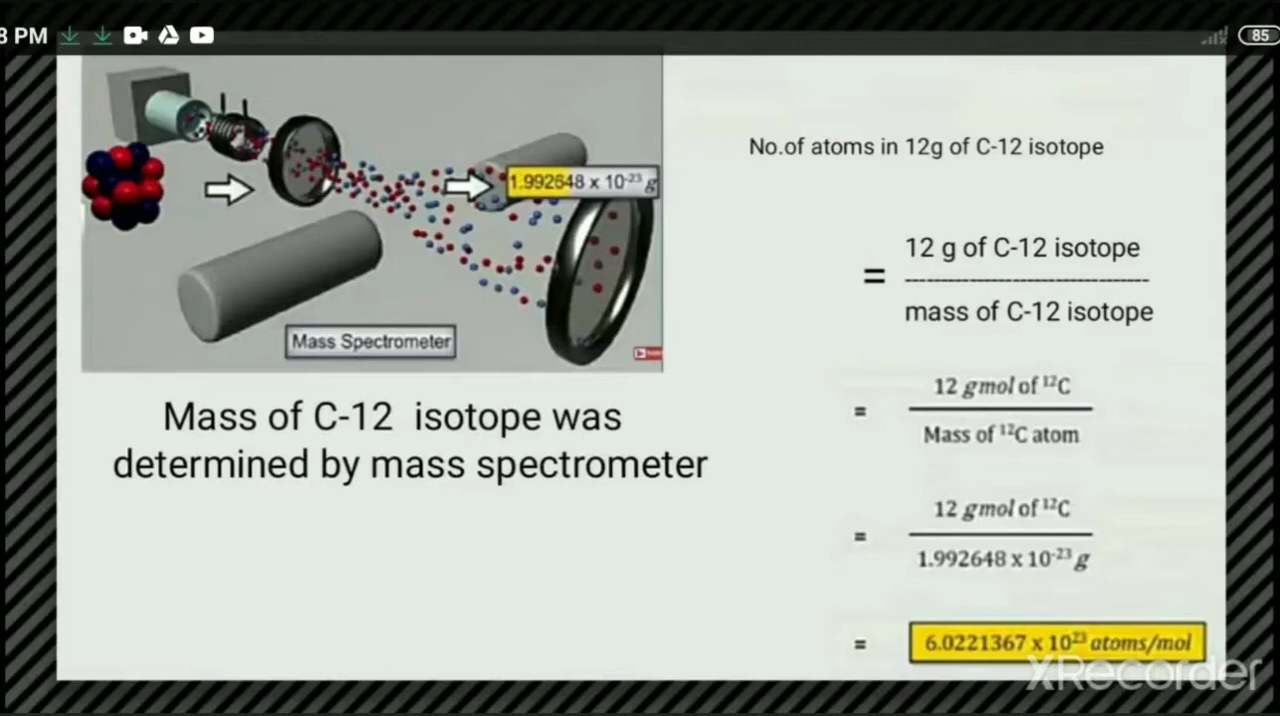 8 PM
85
1.992648 x 10⁻²³ g
Mass Spectrometer
Mass of C-12 isotope was
determined by mass spectrometer
No.of atoms in 12g of C-12 isotope
= 12 g of C-12 isotope
--------------------------------
mass of C-12 isotope
= 12 gmol of ¹²C
Mass of ¹²C atom
= 12 gmol of ¹²C
1.992648 x 10⁻²³ g
= 6.0221367 x 10²³ atoms/mol
XRecorder